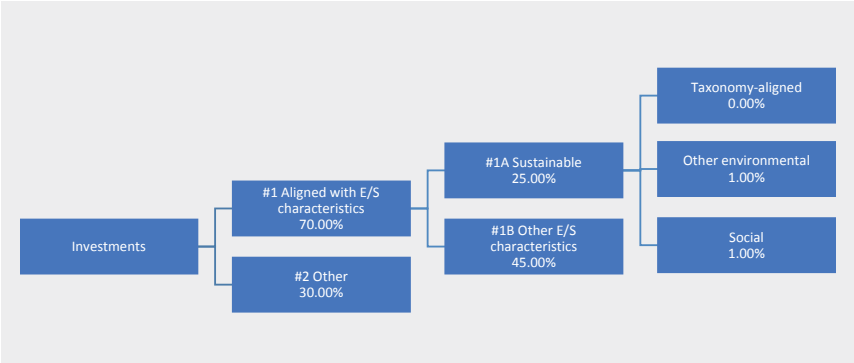 Investments
#1 Aligned with E/S
characteristics
70.00%
#2 Other
30.00%
#1A Sustainable
25.00%
#1B Other E/S
characteristics
45.00%
Taxonomy-aligned
0.00%
Other environmental
1.00%
Social
1.00%